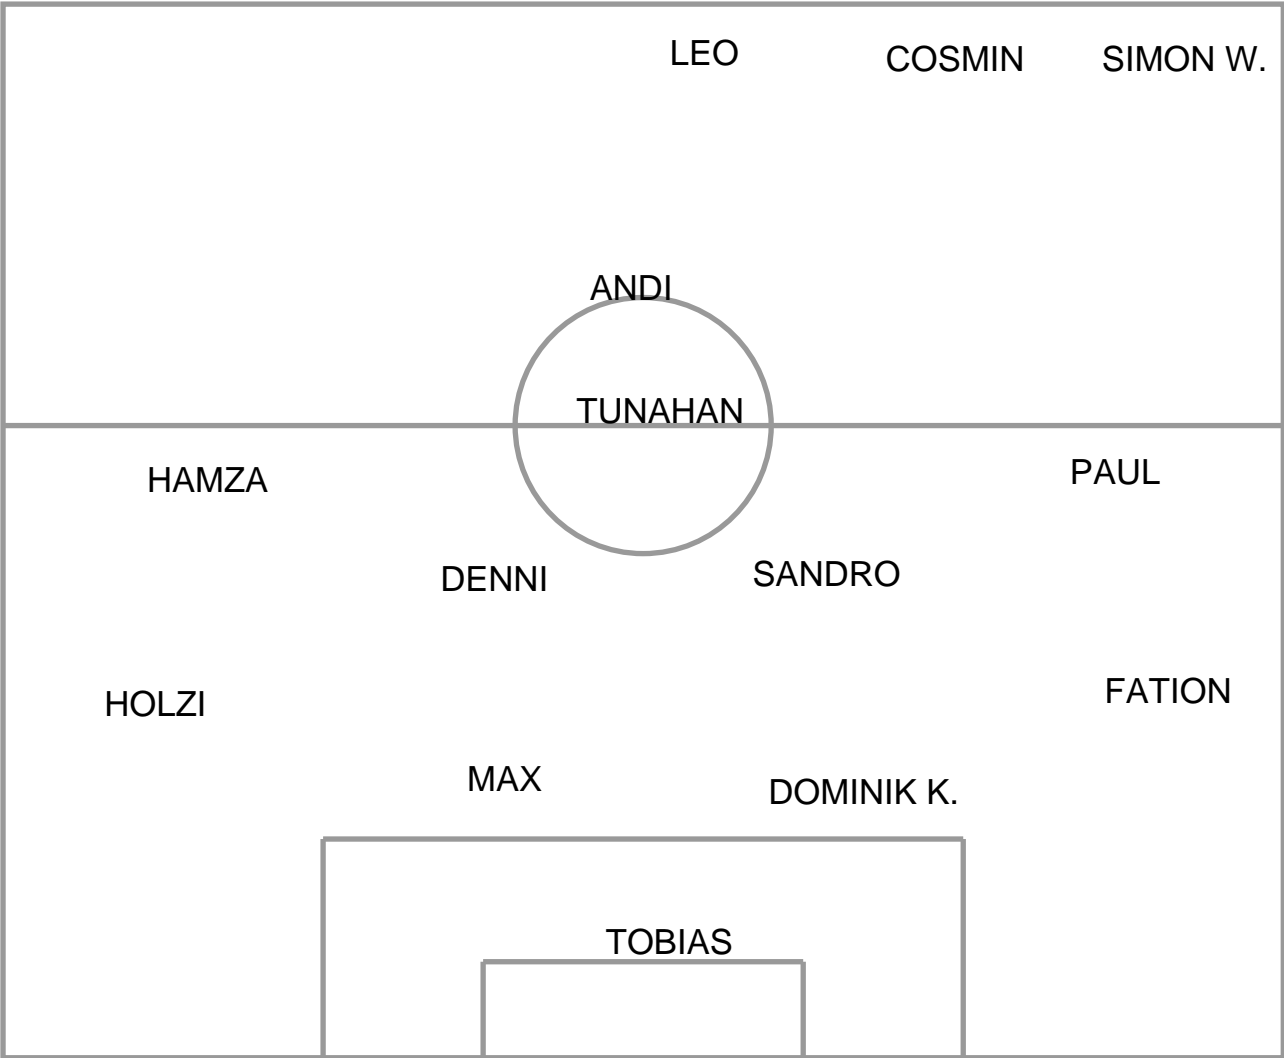 LEO
COSMIN
SIMON W.
ANDI
TUNAHAN
HAMZA
PAUL
DENNI
SANDRO
HOLZI
FATION
MAX
DOMINIK K.
TOBIAS